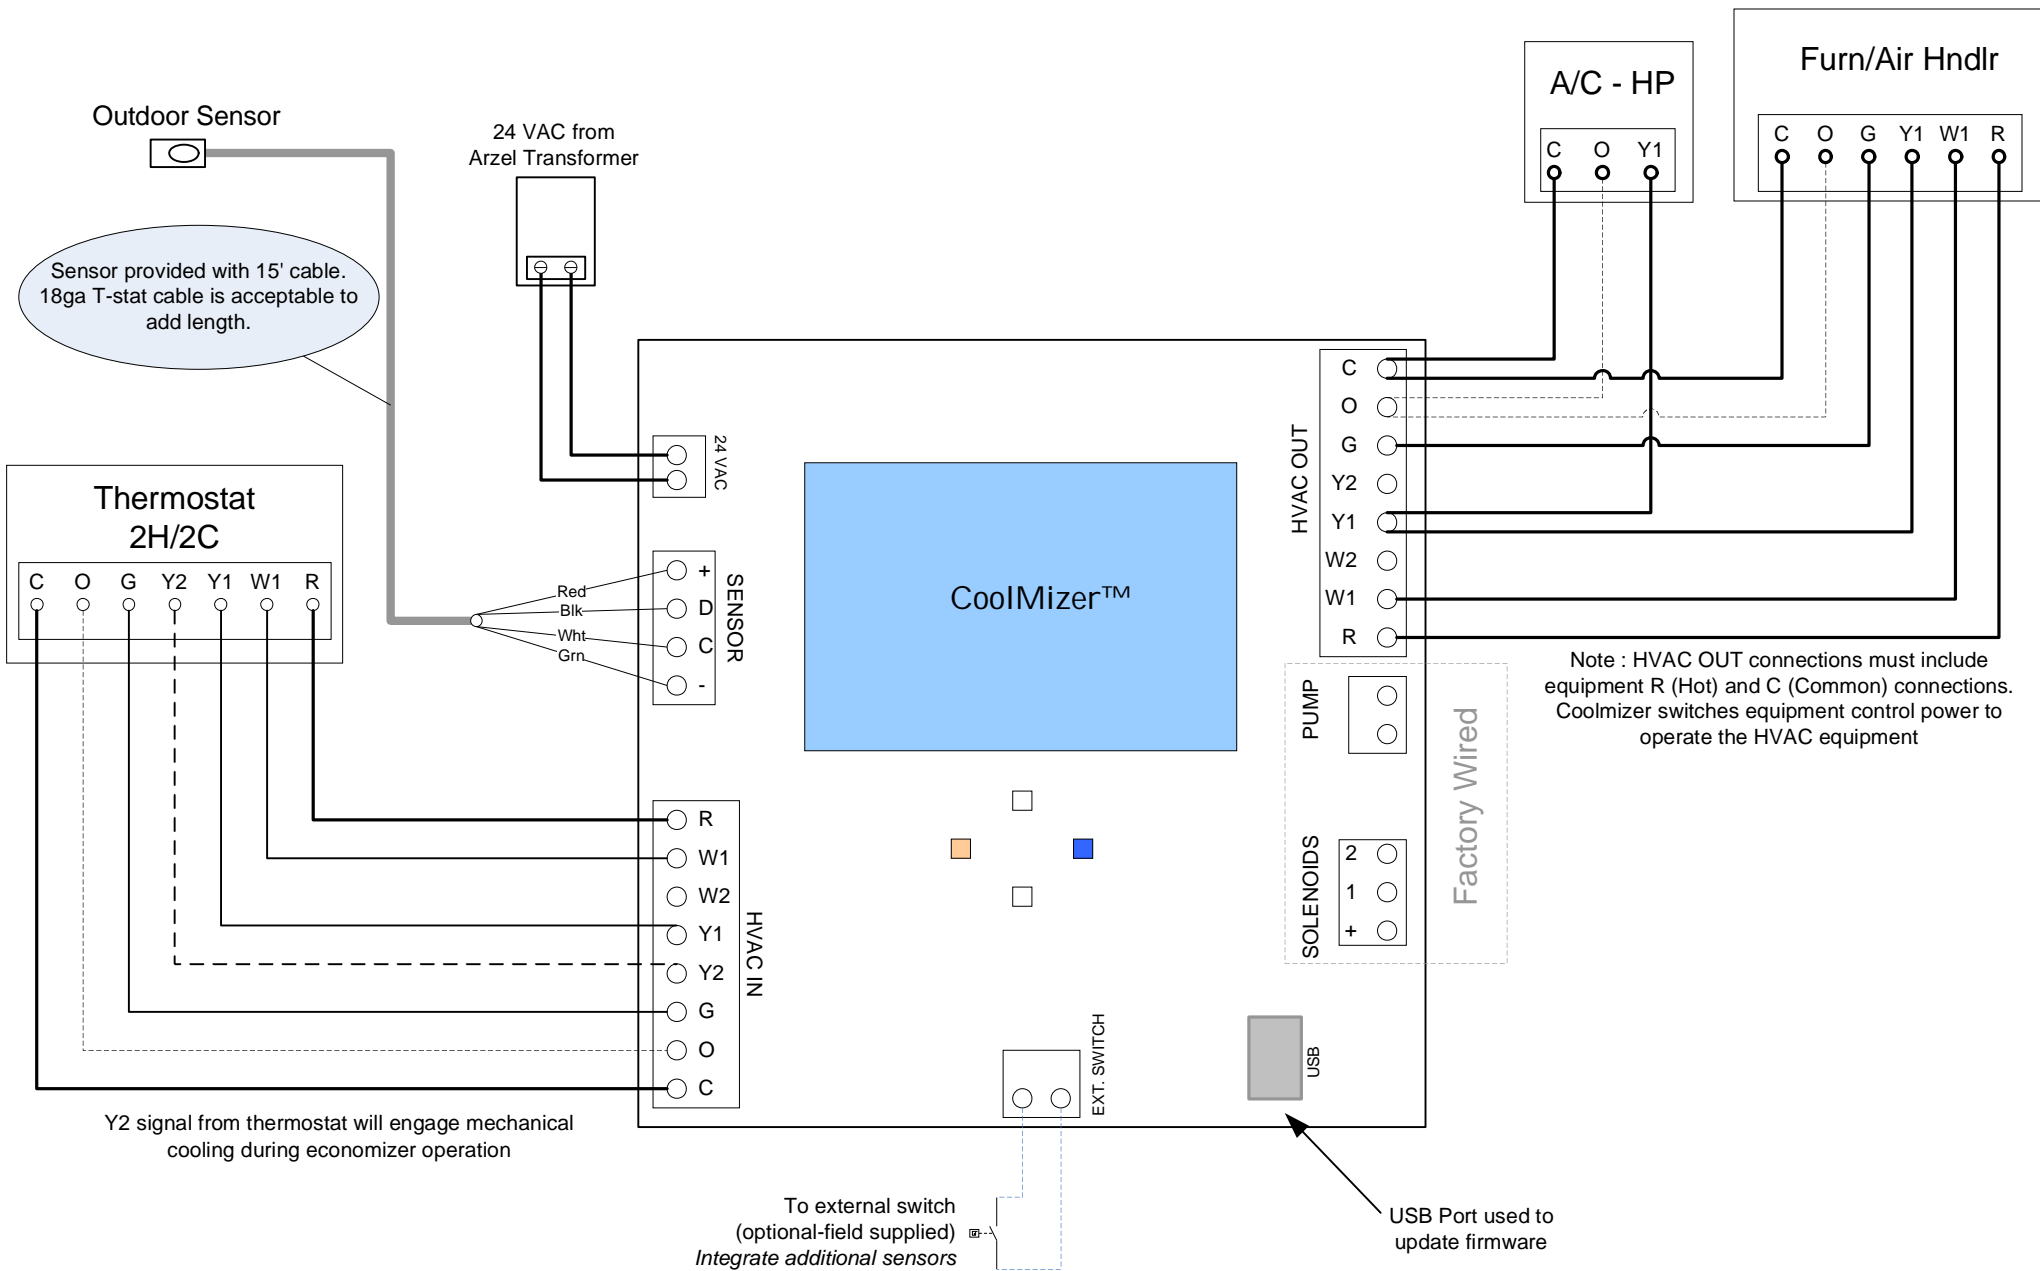 Outdoor Sensor
Sensor provided with 15' cable.
18ga T-stat cable is acceptable to
add length.
24 VAC from
Arzel Transformer
A/C - HP
C O Y1
Furn/Air Hndlr
C O G Y1 W1 R
Thermostat
2H/2C
C O G Y2 Y1 W1 R
24 VAC
Red
Blk
Wht
Grn
+
D
C
-
SENSOR
CoolMizer™
HVAC OUT
C
O
G
Y2
Y1
W2
W1
R
Note : HVAC OUT connections must include
equipment R (Hot) and C (Common) connections.
Coolmizer switches equipment control power to
operate the HVAC equipment
PUMP
Factory Wired
SOLENOIDS
2
1
+
R
W1
W2
Y1
Y2
G
O
C
HVAC IN
Y2 signal from thermostat will engage mechanical
cooling during economizer operation
EXT. SWITCH
USB
To external switch
(optional-field supplied)
Integrate additional sensors
USB Port used to
update firmware